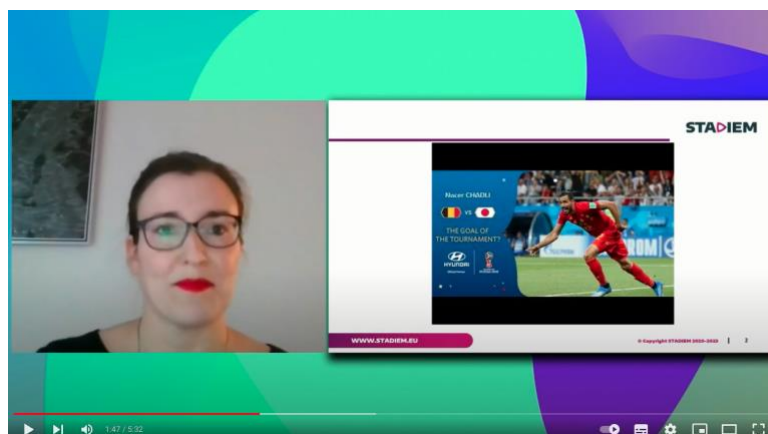 STADIEM
Nacer CHADLI
VS
THE GOAL OF
THE TOURNAMENT?
HYUNDAI
WWW.STADIEM.EU
© Copyright STADIEM 2020-2023 | 2
1:47 / 5:32